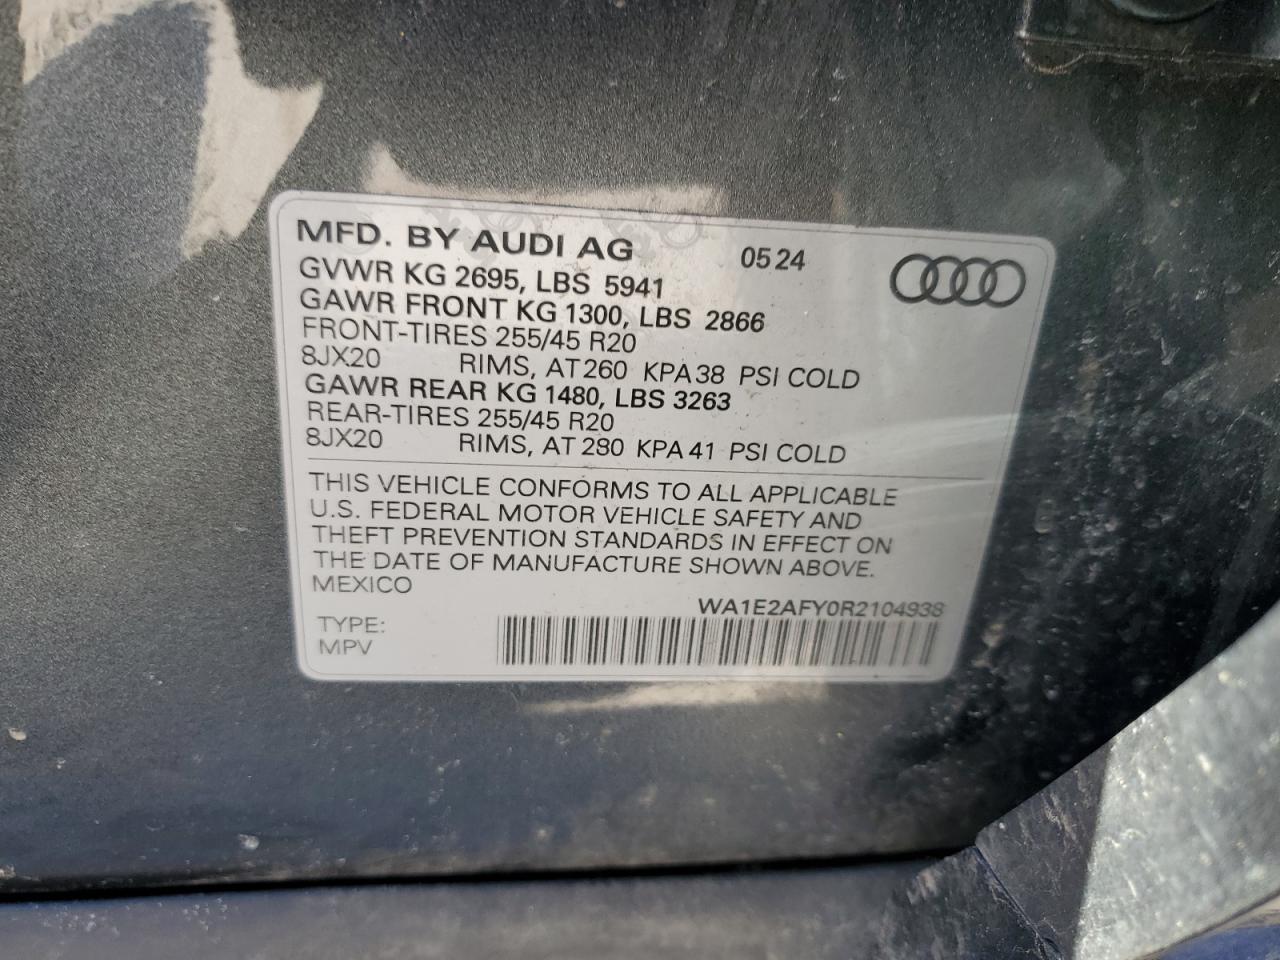 MFD. BY AUDI AG 05 24
GVWR KG 2695, LBS 5941
GAWR FRONT KG 1300, LBS 2866
FRONT-TIRES 255/45 R20
8JX20 RIMS, AT 260 KPA 38 PSI COLD
GAWR REAR KG 1480, LBS 3263
REAR-TIRES 255/45 R20
8JX20 RIMS, AT 280 KPA 41 PSI COLD
THIS VEHICLE CONFORMS TO ALL APPLICABLE
U.S. FEDERAL MOTOR VEHICLE SAFETY AND
THEFT PREVENTION STANDARDS IN EFFECT ON
THE DATE OF MANUFACTURE SHOWN ABOVE.
MEXICO
WA1E2AFY0R2104938
TYPE:
MPV